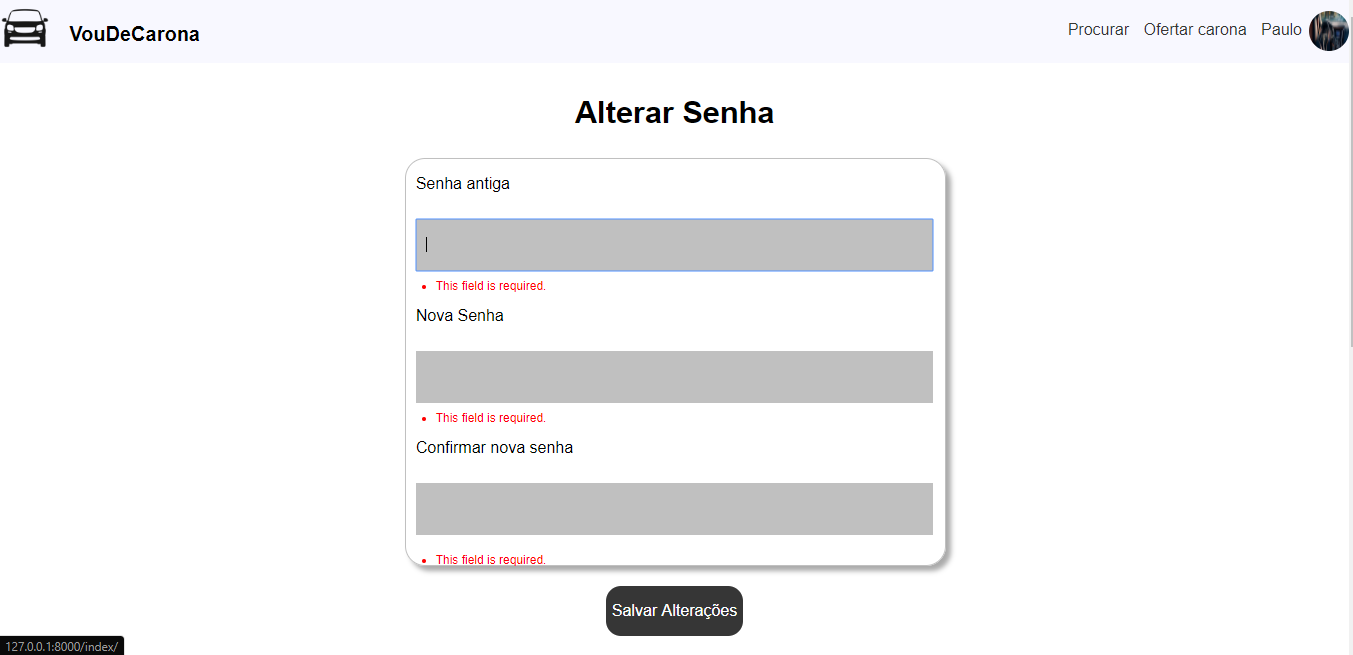 VouDeCarona
Procurar Ofertar carona Paulo
Alterar Senha
Senha antiga
This field is required.
Nova Senha
This field is required.
Confirmar nova senha
This field is required.
Salvar Alterações
127.0.0.1:8000/index/